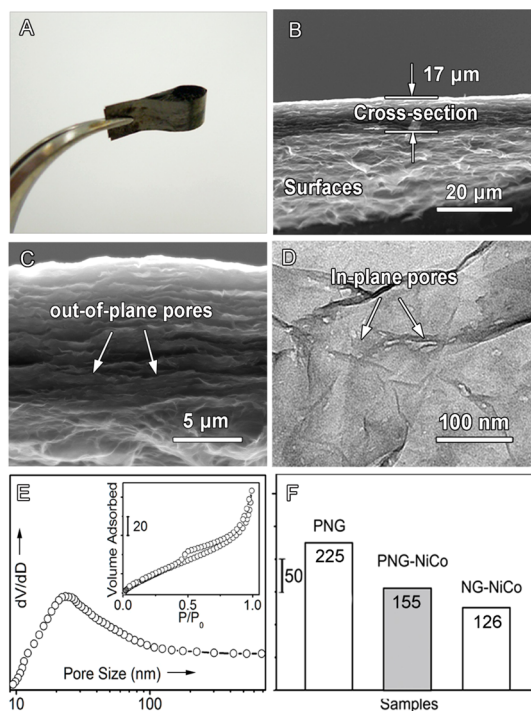 A
B
17 µm
Cross-section
Surfaces
20 µm
C
out-of-plane pores
5 µm
D
In-plane pores
100 nm
E
dV/dD
Volume Adsorbed
20
0.0 0.5 1.0
P/P0
Pore Size (nm)
10 100
F
50
PNG
225
PNG-NiCo
155
NG-NiCo
126
Samples